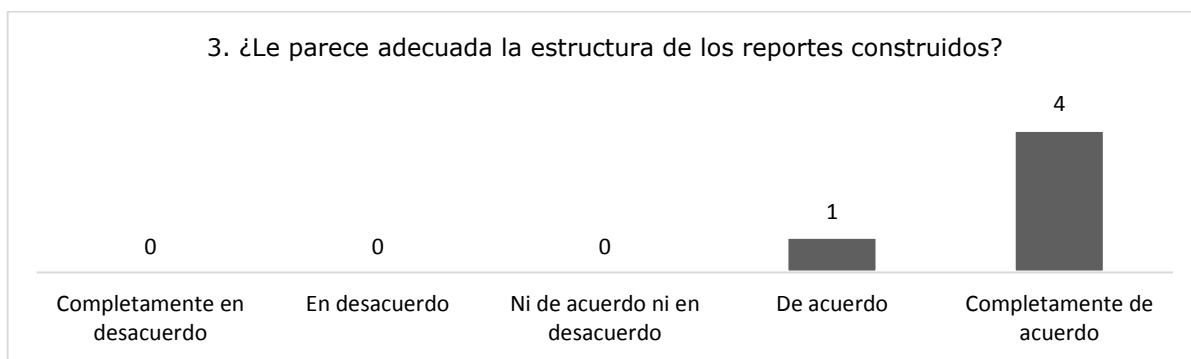 3. ¿Le parece adecuada la estructura de los reportes construidos?
4
1
0
0
0
Completamente en
desacuerdo
En desacuerdo
Ni de acuerdo ni en
desacuerdo
De acuerdo
Completamente de
acuerdo